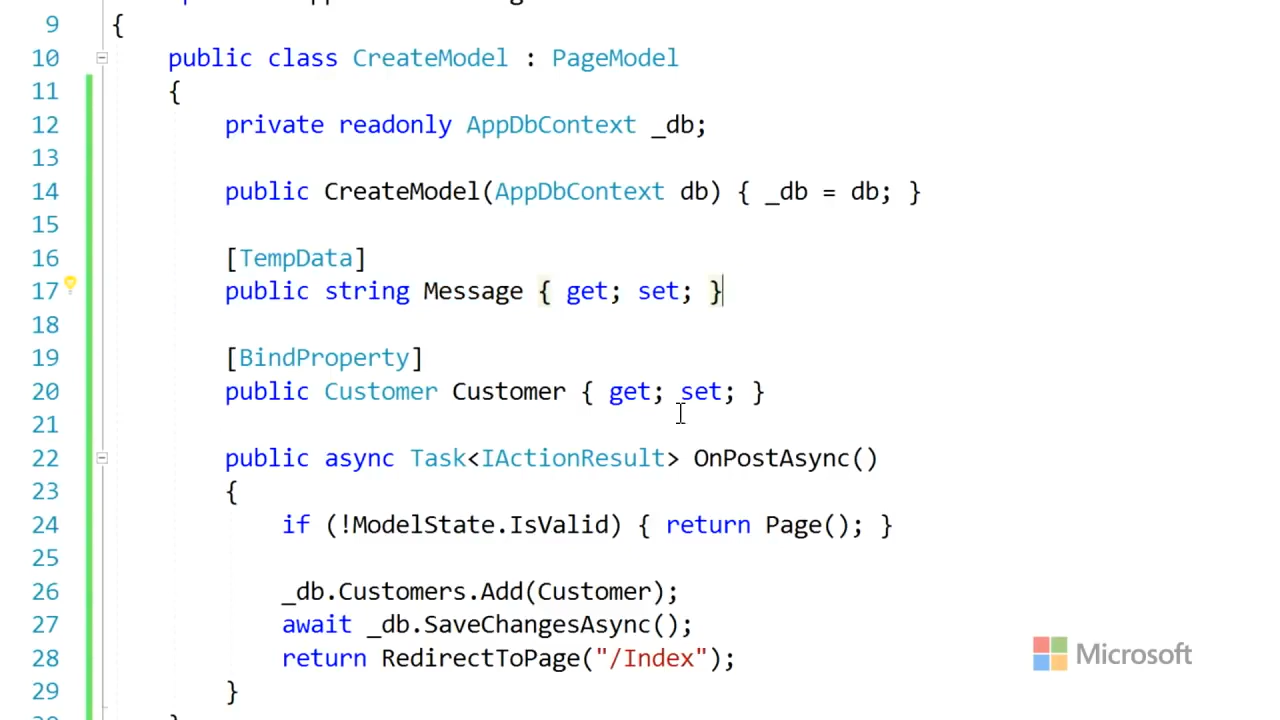 9 {
10 public class CreateModel : PageModel
11 {
12 private readonly AppDbContext _db;
13
14 public CreateModel(AppDbContext db) { _db = db; }
15
16 [TempData]
17 public string Message { get; set; }
18
19 [BindProperty]
20 public Customer Customer { get; set; }
21
22 public async Task<IActionResult> OnPostAsync()
23 {
24 if (!ModelState.IsValid) { return Page(); }
25
26 _db.Customers.Add(Customer);
27 await _db.SaveChangesAsync();
28 return RedirectToPage("/Index");
29 }
Microsoft